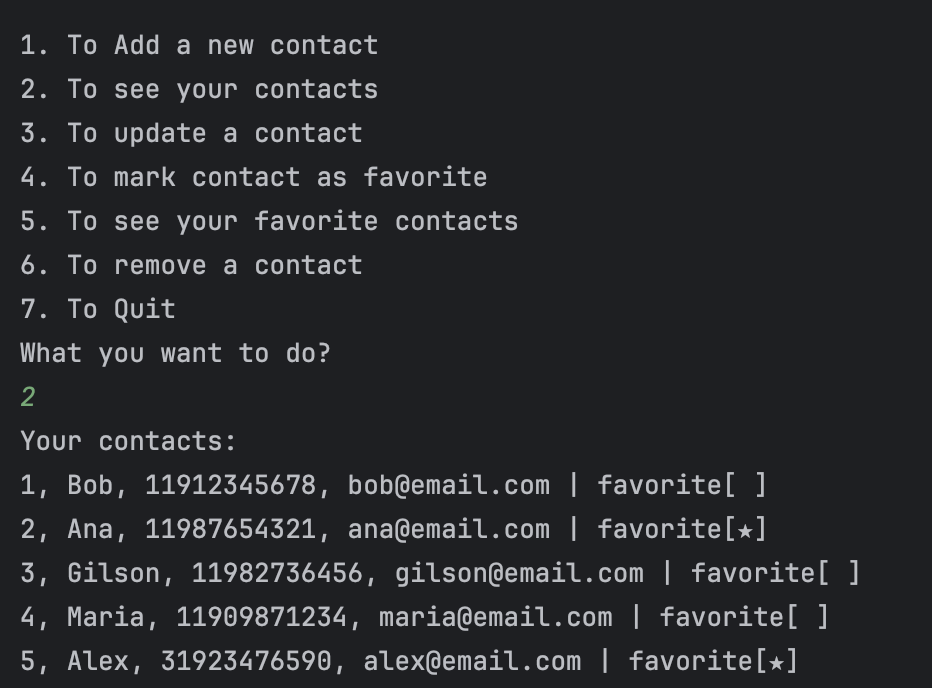 1. To Add a new contact
2. To see your contacts
3. To update a contact
4. To mark contact as favorite
5. To see your favorite contacts
6. To remove a contact
7. To Quit
What you want to do?
2
Your contacts:
1, Bob, 11912345678, bob@email.com | favorite[ ]
2, Ana, 11987654321, ana@email.com | favorite[★]
3, Gilson, 11982736456, gilson@email.com | favorite[ ]
4, Maria, 11909871234, maria@email.com | favorite[ ]
5, Alex, 31923476590, alex@email.com | favorite[★]